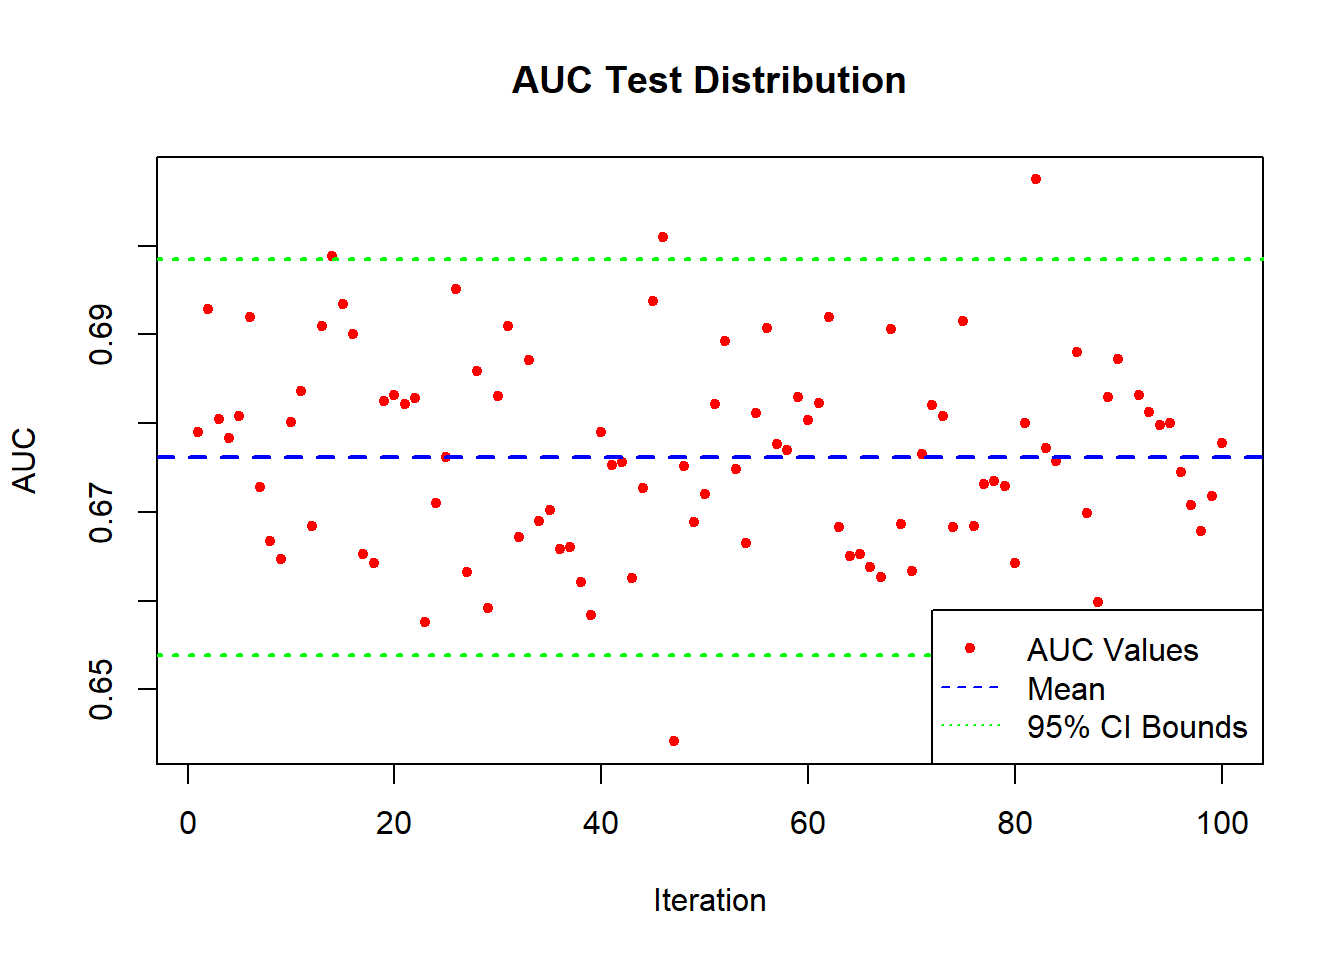 AUC Test Distribution
AUC
0.69
0.67
0.65
AUC Values
Mean
95% CI Bounds
0 20 40 60 80 100
Iteration